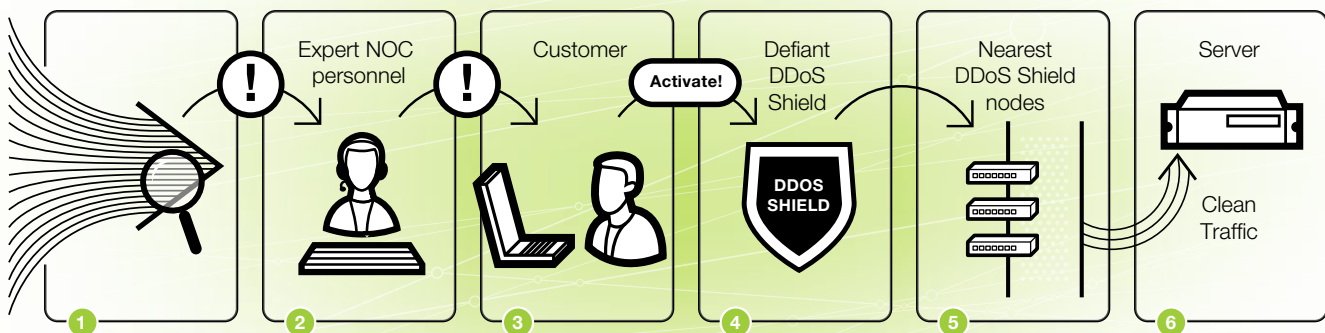 !
Expert NOC
personnel
!
Customer
Activate!
Defiant
DDoS
Shield
DDOS
SHIELD
Nearest
DDoS Shield
nodes
Server
Clean
Traffic
1
2
3
4
5
6